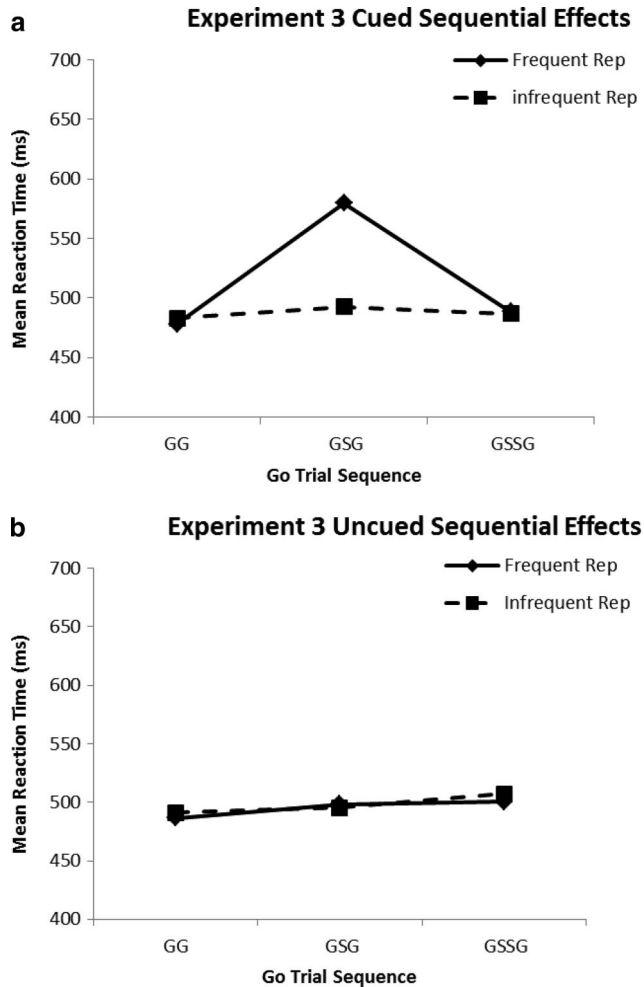 a
Experiment 3 Cued Sequential Effects
700
650
600
550
500
450
400
Mean Reaction Time (ms)
Frequent Rep
infrequent Rep
GG
GSG
GSSG
Go Trial Sequence
b
Experiment 3 Uncued Sequential Effects
700
650
600
550
500
450
400
Mean Reaction Time (ms)
Frequent Rep
Infrequent Rep
GG
GSG
GSSG
Go Trial Sequence